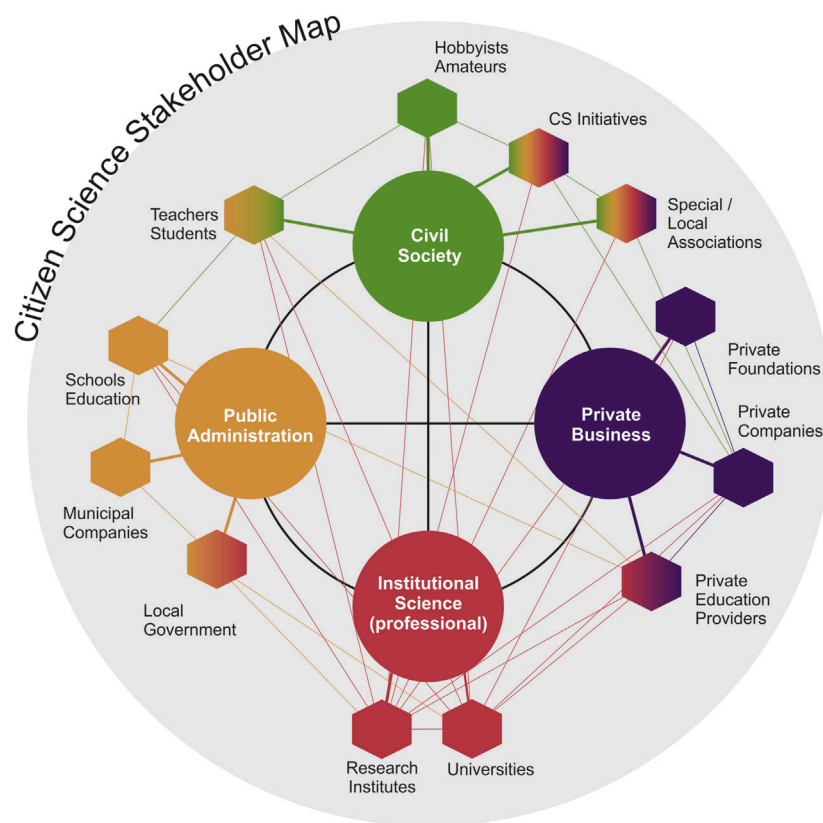 Citizen Science Stakeholder Map
Hobbyists
Amateurs
CS Initiatives
Teachers
Students
Special /
Local
Associations
Civil
Society
Schools
Education
Private
Foundations
Public
Administration
Private
Business
Private
Companies
Municipal
Companies
Local
Government
Institutional
Science
(professional)
Private
Education
Providers
Research
Institutes
Universities